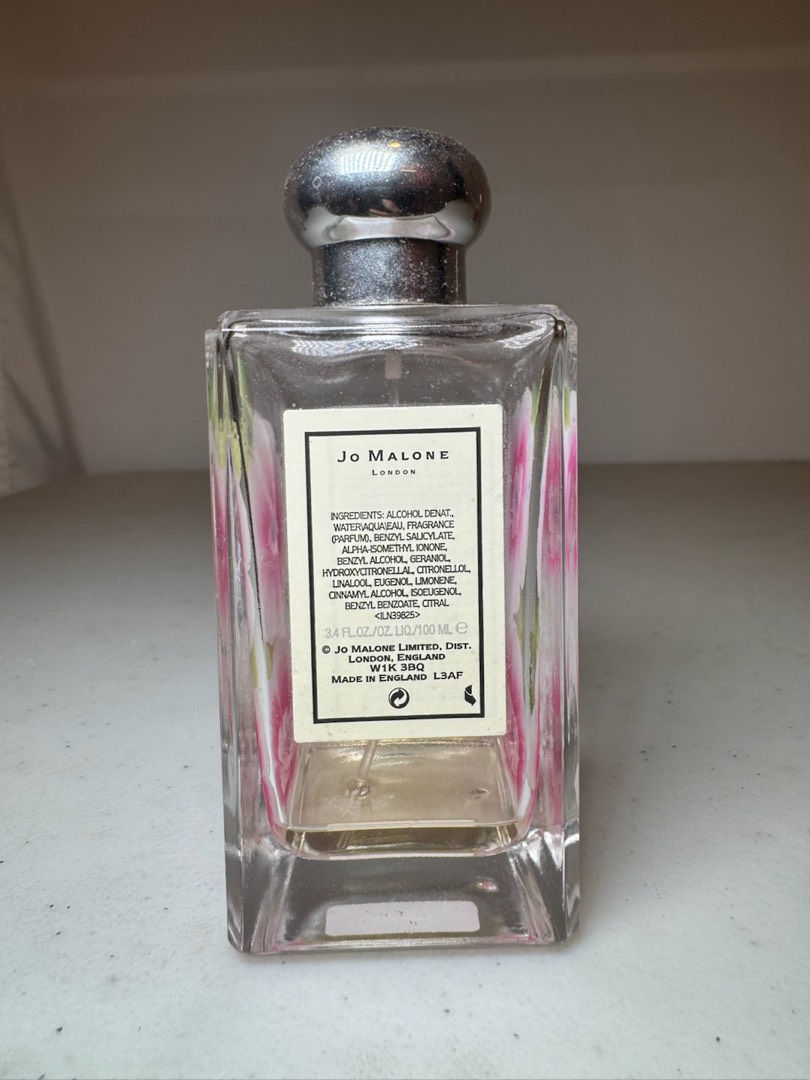 Jo Malone
London
INGREDIENTS: ALCOHOL DENAT.,
WATER\AQUA\EAU, FRAGRANCE
(PARFUM), BENZYL SALICYLATE,
ALPHA-ISOMETHYL IONONE,
BENZYL ALCOHOL, GERANIOL,
HYDROXYCITRONELLAL, CITRONELLOL,
LINALOOL, EUGENOL, LIMONENE,
CINNAMYL ALCOHOL, ISOEUGENOL,
BENZYL BENZOATE, CITRAL
<ILN39825>
3.4 FL.OZ./OZ. LIQ./100 ML ℮
© Jo Malone Limited, Dist.
London, England
W1K 3BQ
Made in England L3AF